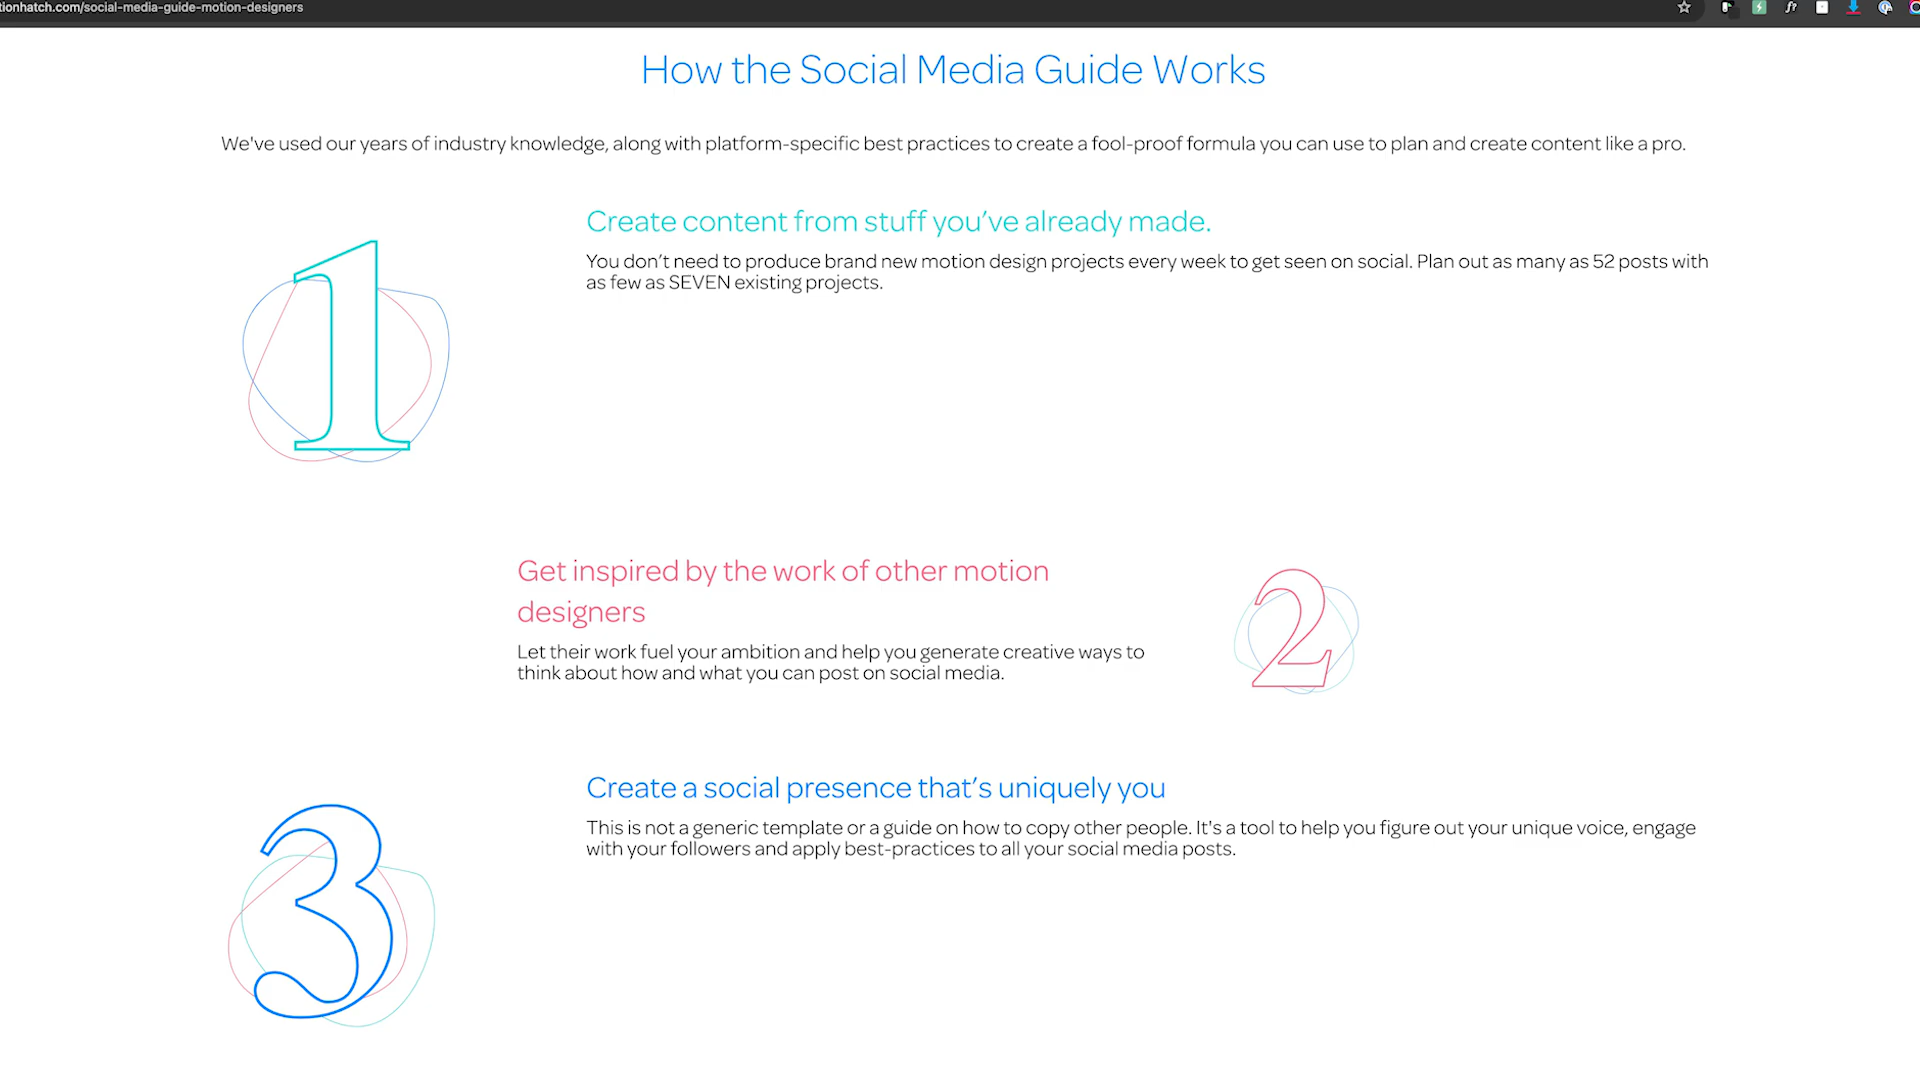 tionhatch.com/social-media-guide-motion-designers
How the Social Media Guide Works
We've used our years of industry knowledge, along with platform-specific best practices to create a fool-proof formula you can use to plan and create content like a pro.
1
Create content from stuff you’ve already made.
You don’t need to produce brand new motion design projects every week to get seen on social. Plan out as many as 52 posts with
as few as SEVEN existing projects.
Get inspired by the work of other motion
designers
Let their work fuel your ambition and help you generate creative ways to
think about how and what you can post on social media.
2
3
Create a social presence that’s uniquely you
This is not a generic template or a guide on how to copy other people. It's a tool to help you figure out your unique voice, engage
with your followers and apply best-practices to all your social media posts.